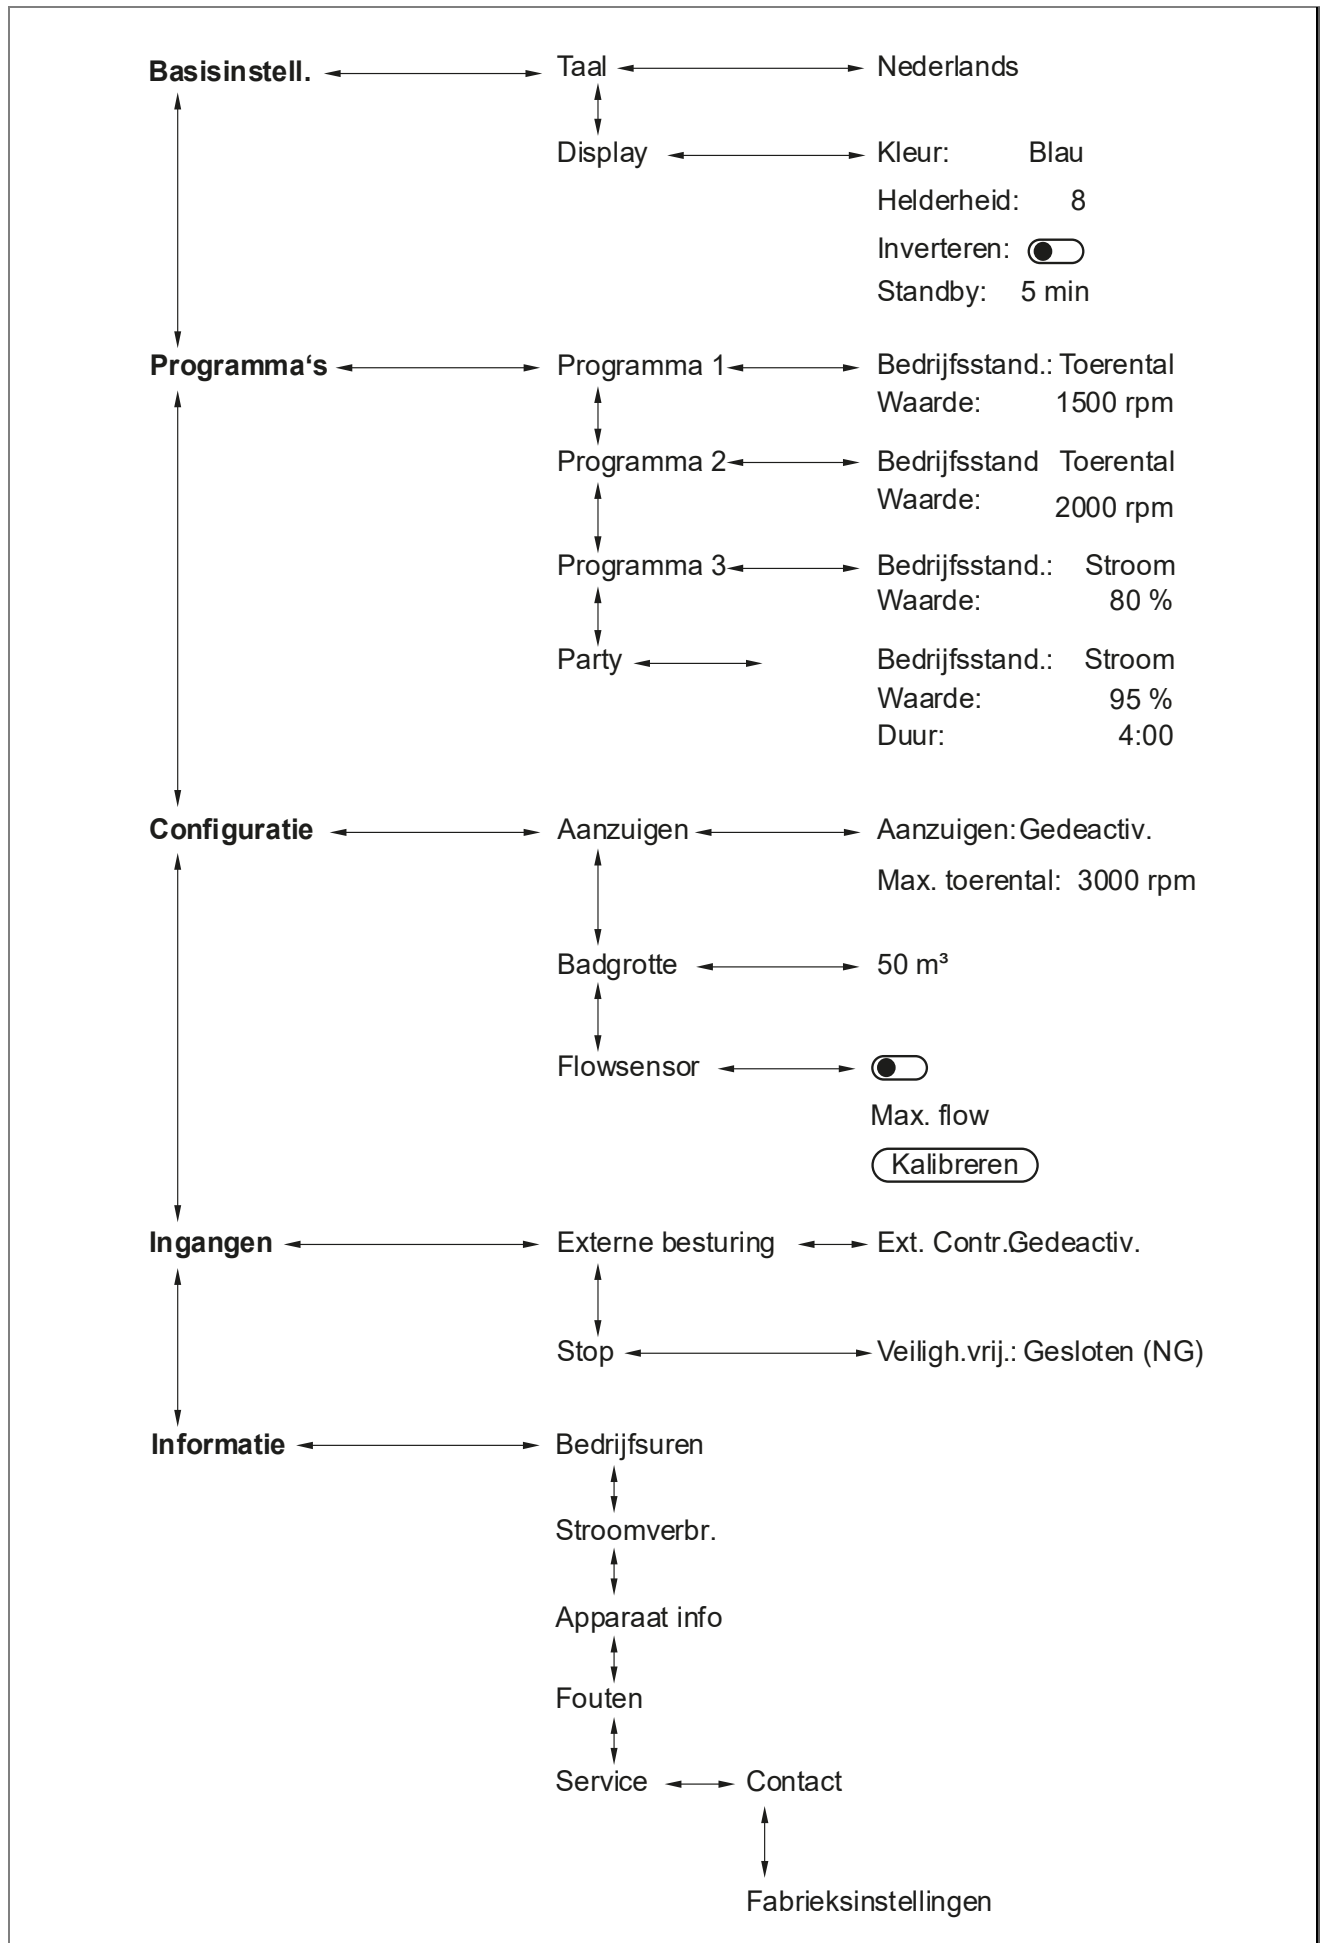 Basisinstell. Taal Nederlands
Display Kleur: Blau
Helderheid: 8
Inverteren:
Standby: 5 min
Programma‘s Programma 1 Bedrijfsstand.: Toerental
Waarde: 1500 rpm
Programma 2 Bedrijfsstand Toerental
Waarde: 2000 rpm
Programma 3 Bedrijfsstand.: Stroom
Waarde: 80 %
Party Bedrijfsstand.: Stroom
Waarde: 95 %
Duur: 4:00
Configuratie Aanzuigen Aanzuigen: Gedeactiv.
Max. toerental: 3000 rpm
Badgrotte 50 m³
Flowsensor
Max. flow
Kalibreren
Ingangen Externe besturing Ext. Contr.: Gedeactiv.
Stop Veiligh.vrij.: Gesloten (NG)
Informatie Bedrijfsuren
Stroomverbr.
Apparaat info
Fouten
Service Contact
Fabrieksinstellingen